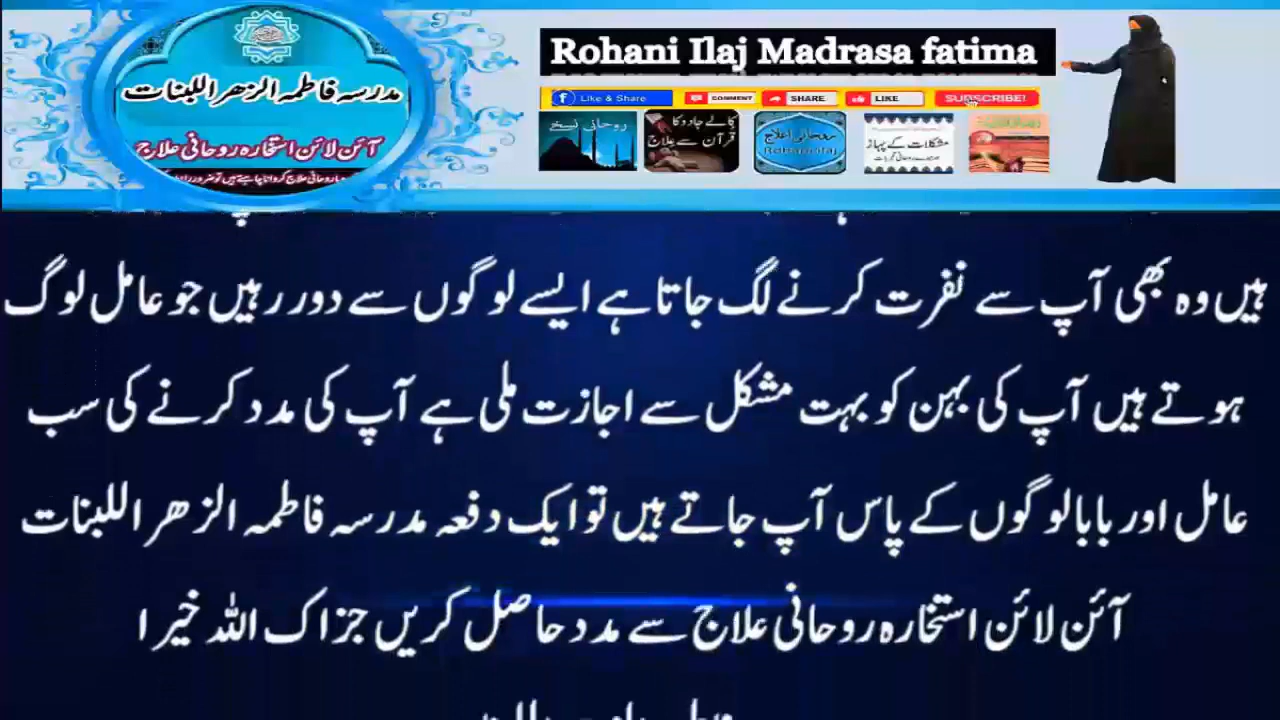 مدرسہ فاطمہ الزھرا اللبنات
آئن لائن استخارہ روحانی علاج
Rohani Ilaj Madrasa fatima
Like & Share
COMMENT
SHARE
LIKE
SUBSCRIBE!
روحانی نسخے
کالے جادو کا
قرآن سے علاج
روحانی علاج
مشکلات کے پہاڑ
ہیں وہ بھی آپ سے نفرت کرنے لگ جاتا ہے ایسے لوگوں سے دور رہیں جو عامل لوگ
ہوتے ہیں آپ کی بہن کو بہت مشکل سے اجازت ملی ہے آپ کی مدد کرنے کی سب
عامل اور بابا لوگوں کے پاس آپ جاتے ہیں تو ایک دفعہ مدرسہ فاطمہ الزھرا اللبنات
آئن لائن استخارہ روحانی علاج سے مدد حاصل کریں جزاک اللہ خیرا